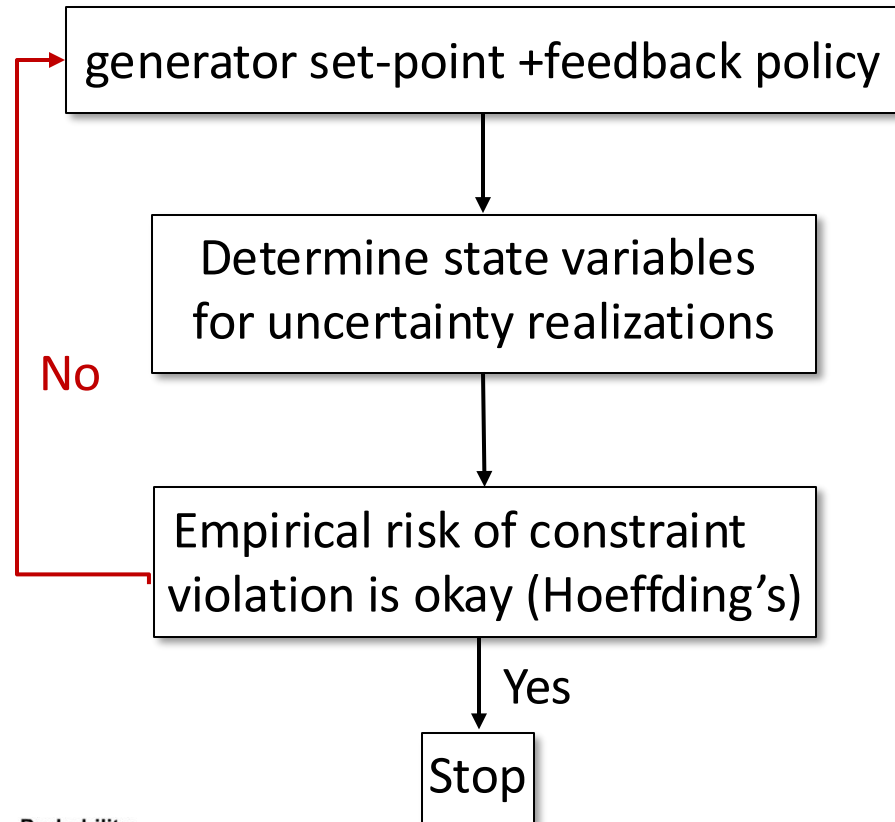 generator set-point +feedback policy
Determine state variables
for uncertainty realizations
No
Empirical risk of constraint
violation is okay (Hoeffding’s)
Yes
Stop